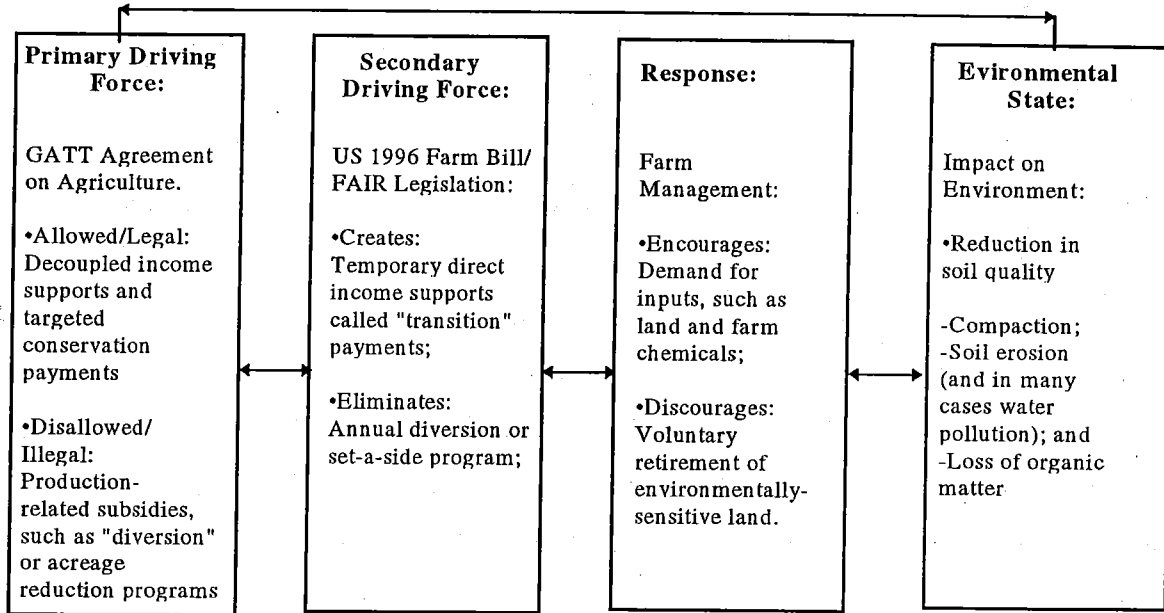 Primary Driving
Force:
GATT Agreement
on Agriculture.
•Allowed/Legal:
Decoupled income
supports and
targeted
conservation
payments
•Disallowed/
Illegal:
Production-
related subsidies,
such as "diversion"
or acreage
reduction programs
Secondary
Driving Force:
US 1996 Farm Bill/
FAIR Legislation:
•Creates:
Temporary direct
income supports
called "transition"
payments;
•Eliminates:
Annual diversion or
set-a-side program;
Response:
Farm
Management:
•Encourages:
Demand for
inputs, such as
land and farm
chemicals;
•Discourages:
Voluntary
retirement of
environmentally-
sensitive land.
Evironmental
State:
Impact on
Environment:
•Reduction in
soil quality
-Compaction;
-Soil erosion
(and in many
cases water
pollution); and
-Loss of organic
matter